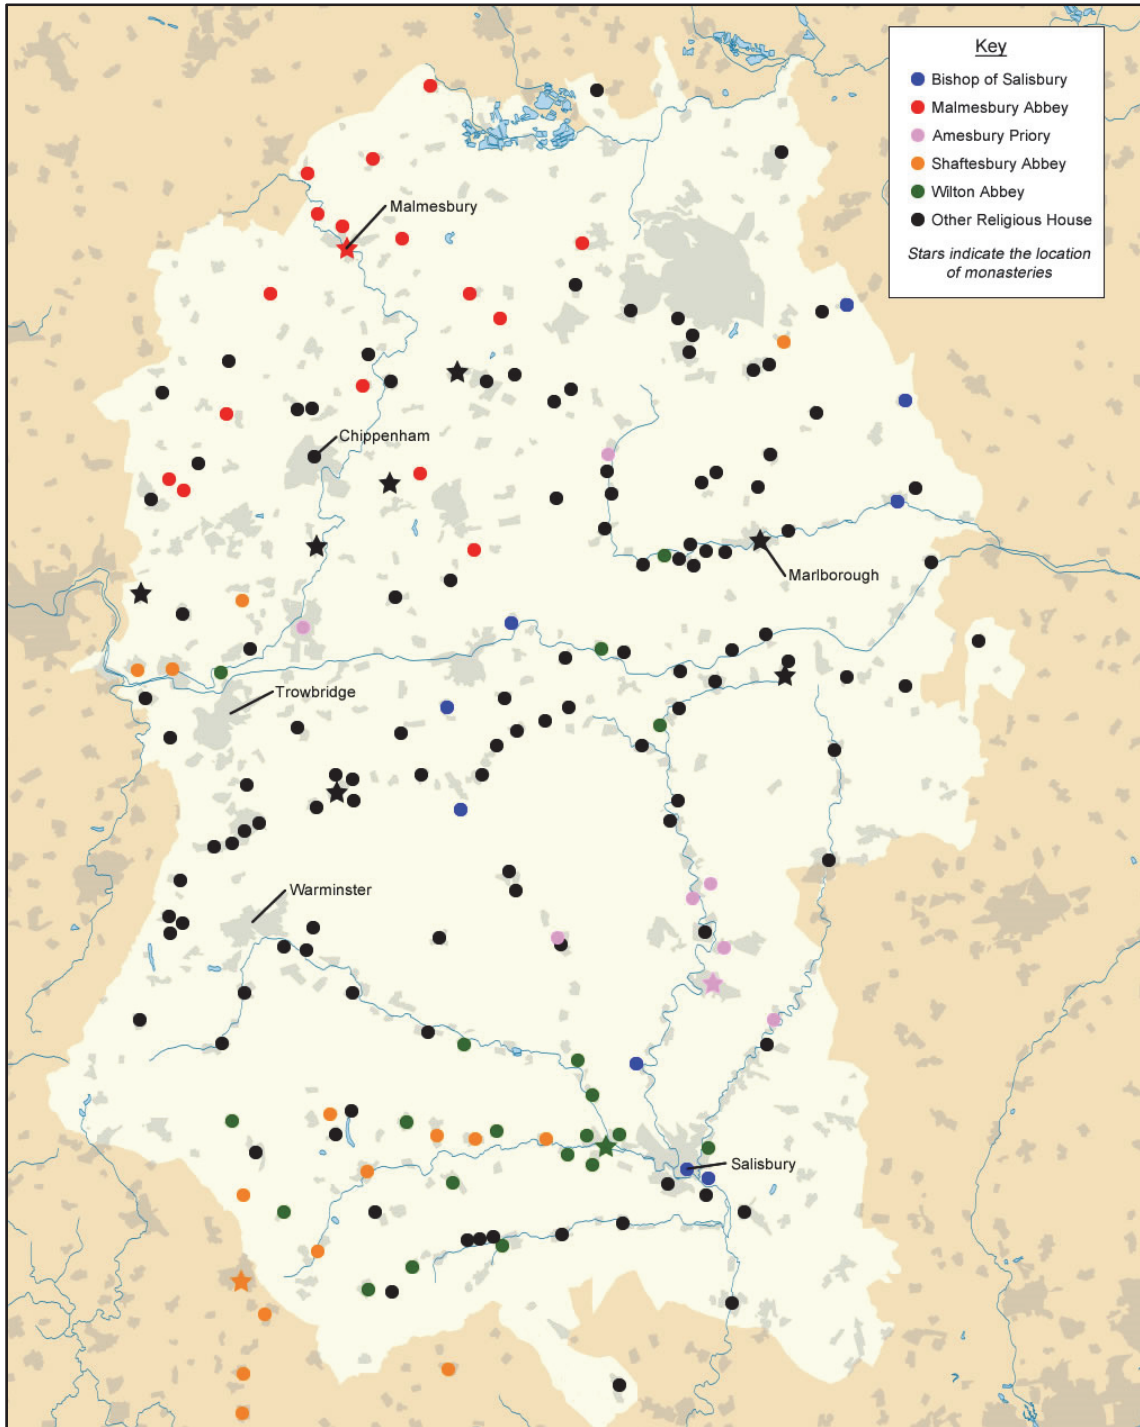 Key
Bishop of Salisbury
Malmesbury Abbey
Amesbury Priory
Shaftesbury Abbey
Wilton Abbey
Other Religious House
Stars indicate the location
of monasteries
Malmesbury
Chippenham
Marlborough
Trowbridge
Warminster
Salisbury